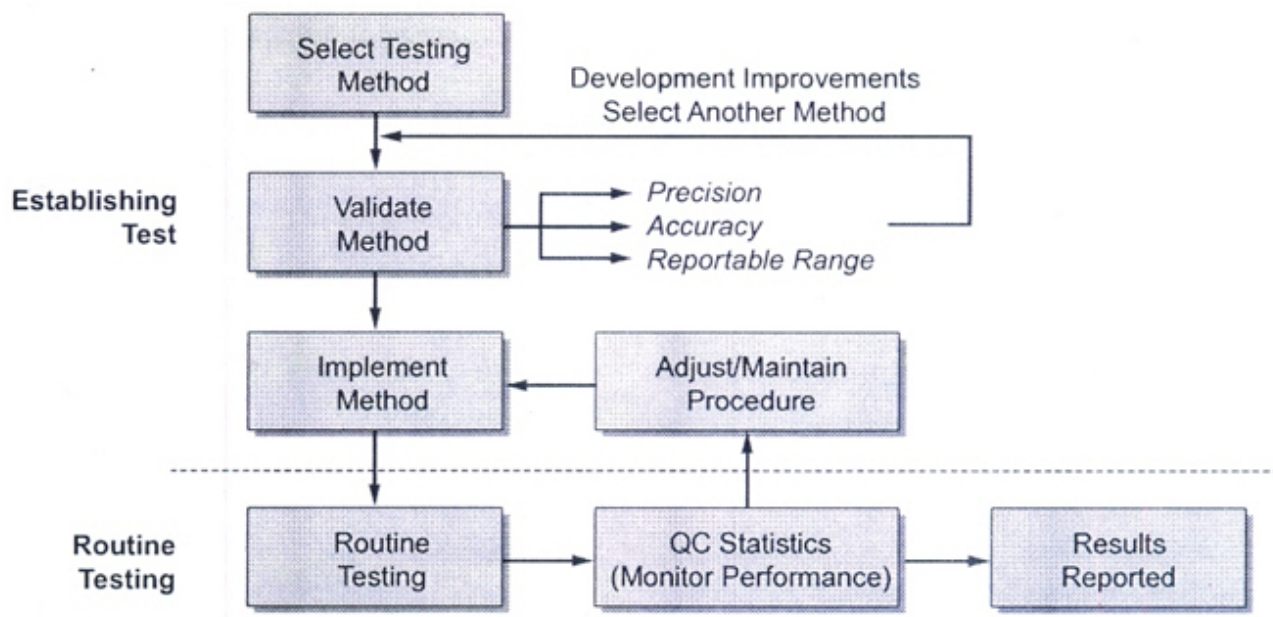 Select Testing
Method
Development Improvements
Select Another Method
Establishing
Test
Validate
Method
Precision
Accuracy
Reportable Range
Implement
Method
Adjust/Maintain
Procedure
Routine
Testing
Routine
Testing
QC Statistics
(Monitor Performance)
Results
Reported